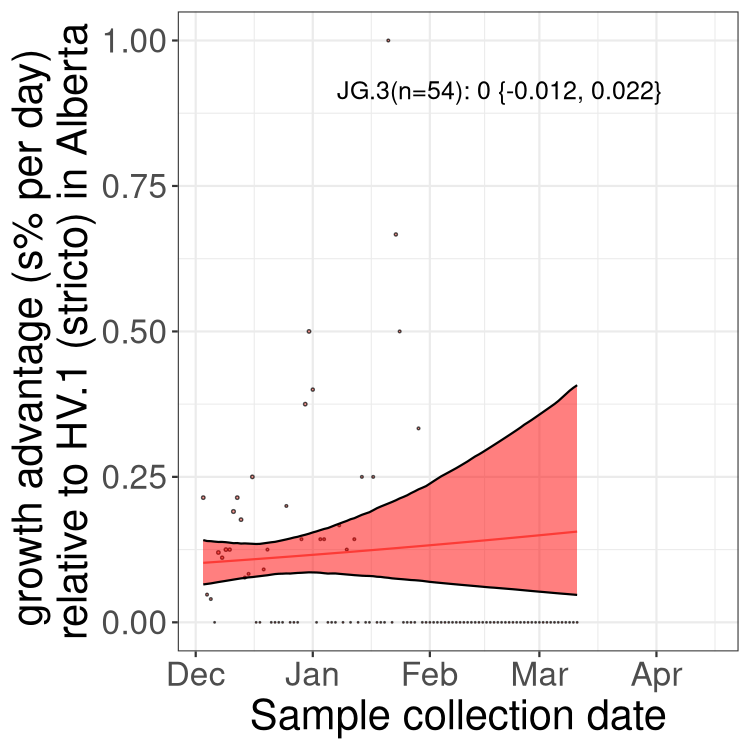 growth advantage (s% per day)
relative to HV.1 (stricto) in Alberta
1.00
0.75
0.50
0.25
0.00
JG.3(n=54): 0 {-0.012, 0.022}
Dec Jan Feb Mar Apr
Sample collection date